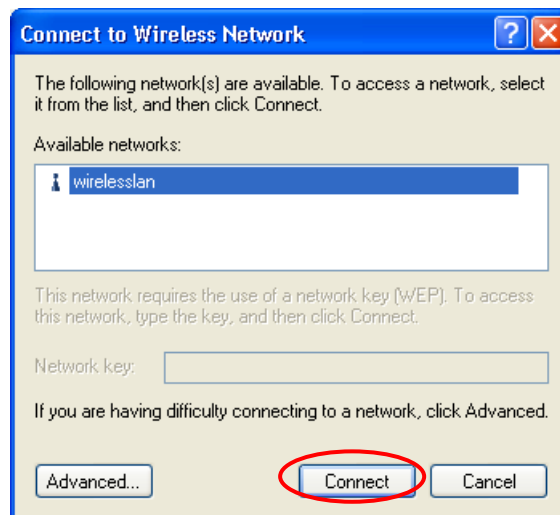 Connect to Wireless Network
The following network(s) are available. To access a network, select
it from the list, and then click Connect.
Available networks:
wirelesslan
This network requires the use of a network key (WEP). To access
this network, type the key, and then click Connect.
Network key:
If you are having difficulty connecting to a network, click Advanced.
Advanced... Connect Cancel